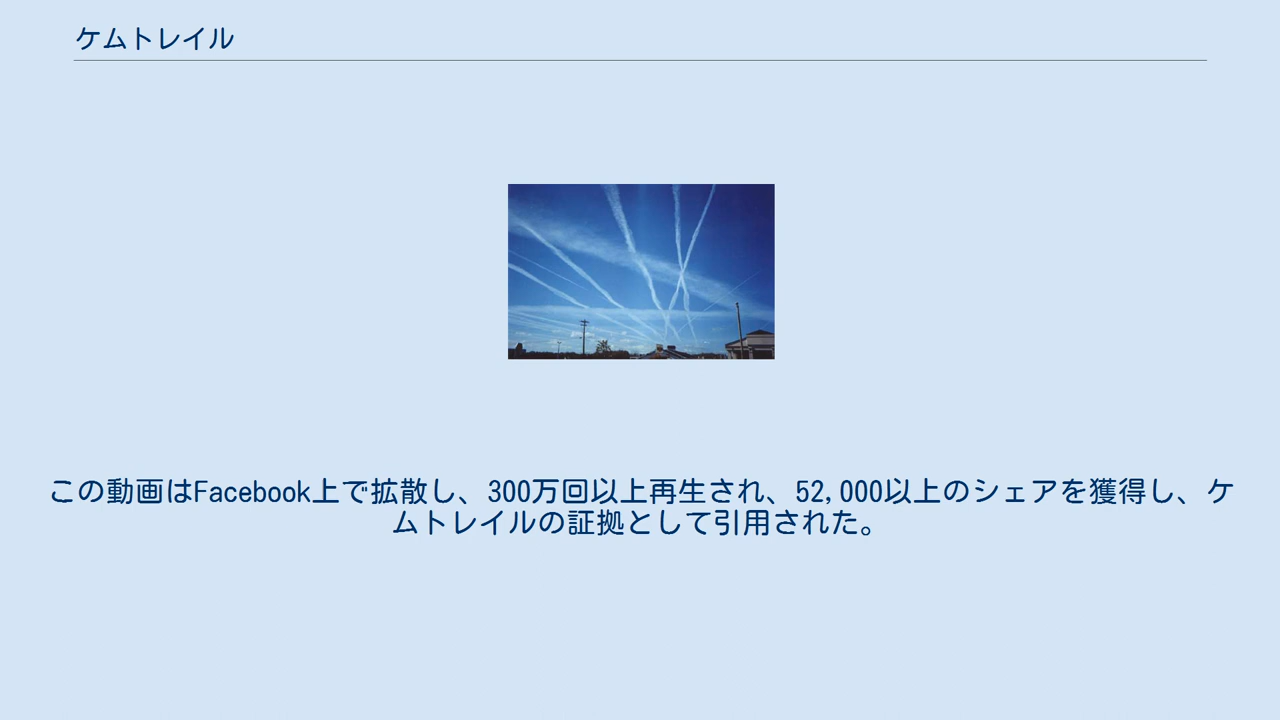 ケムトレイル
この動画はFacebook上で拡散し、300万回以上再生され、52,000以上のシェアを獲得し、ケ
ムトレイルの証拠として引用された。